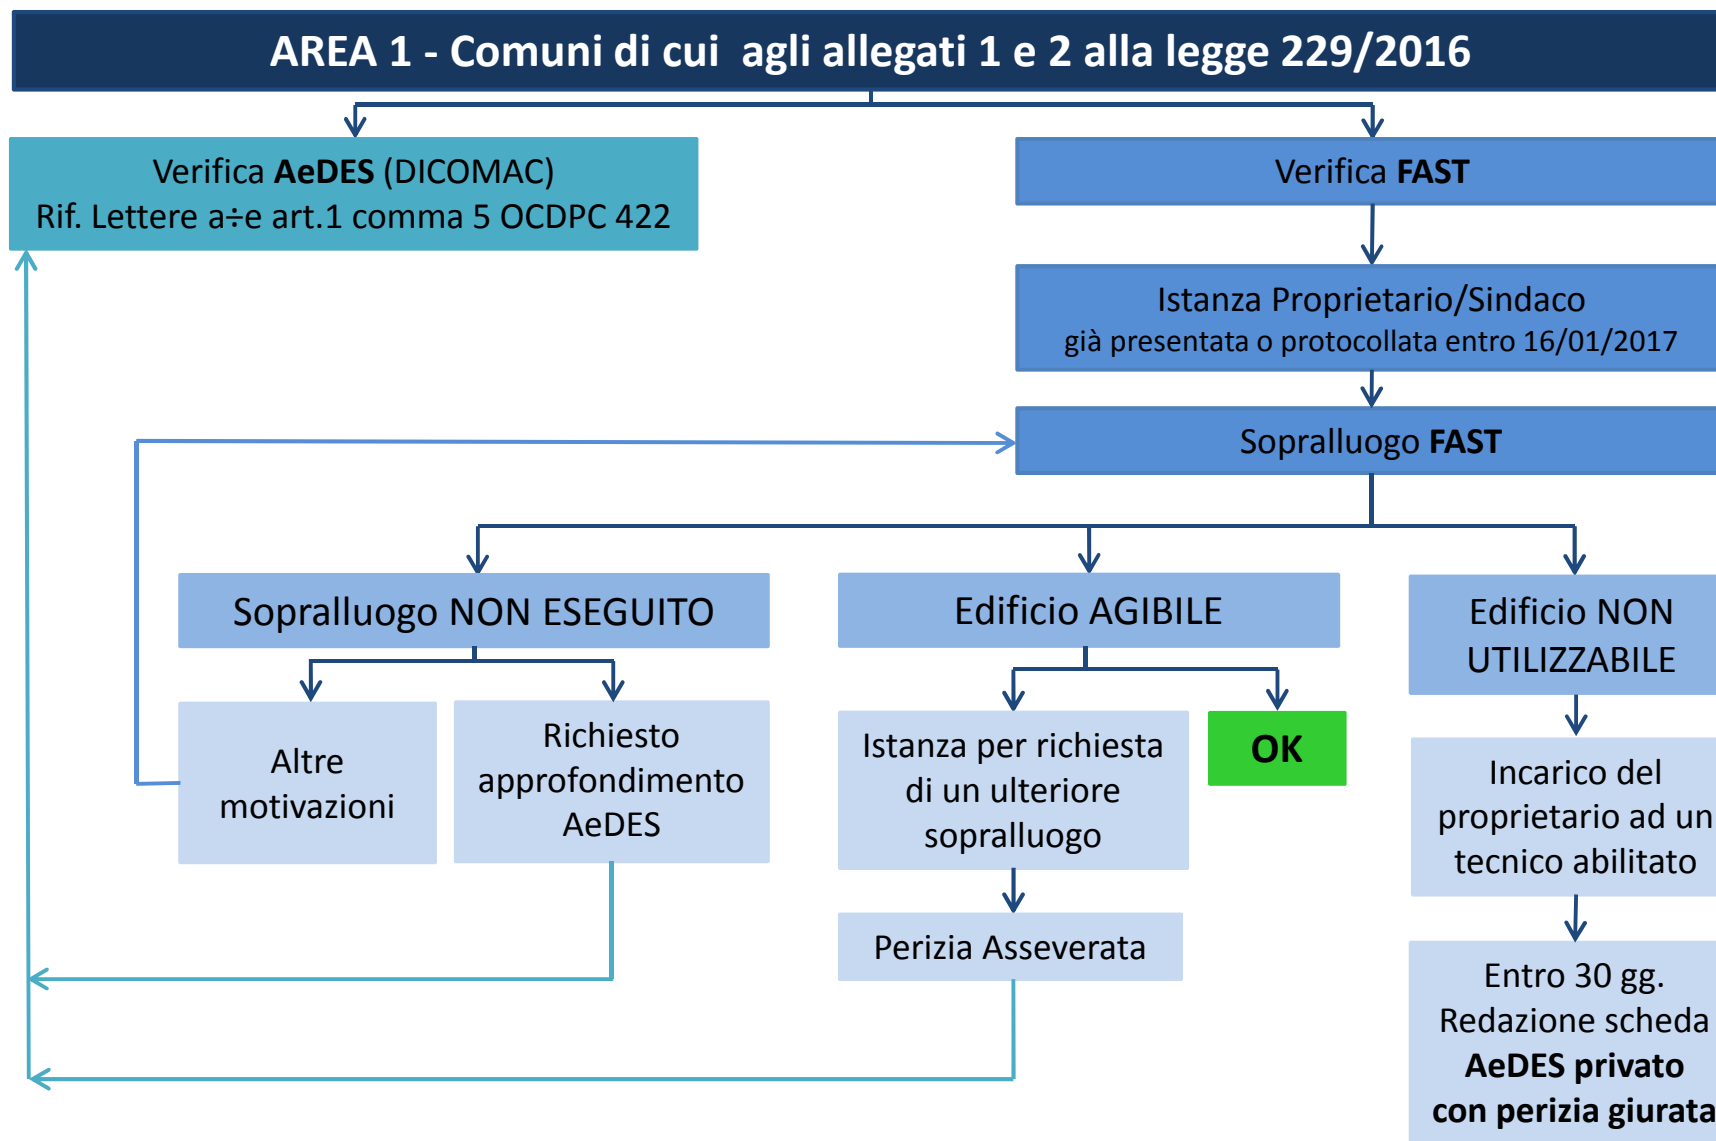 AREA 1 - Comuni di cui agli allegati 1 e 2 alla legge 229/2016
Verifica AeDES (DICOMAC)
Rif. Lettere a÷e art.1 comma 5 OCDPC 422
Verifica FAST
Istanza Proprietario/Sindaco
già presentata o protocollata entro 16/01/2017
Sopralluogo FAST
Sopralluogo NON ESEGUITO
Edificio AGIBILE
Edificio NON
UTILIZZABILE
Altre
motivazioni
Richiesto
approfondimento
AeDES
Istanza per richiesta
di un ulteriore
sopralluogo
OK
Incarico del
proprietario ad un
tecnico abilitato
Perizia Asseverata
Entro 30 gg.
Redazione scheda
AeDES privato
con perizia giurata